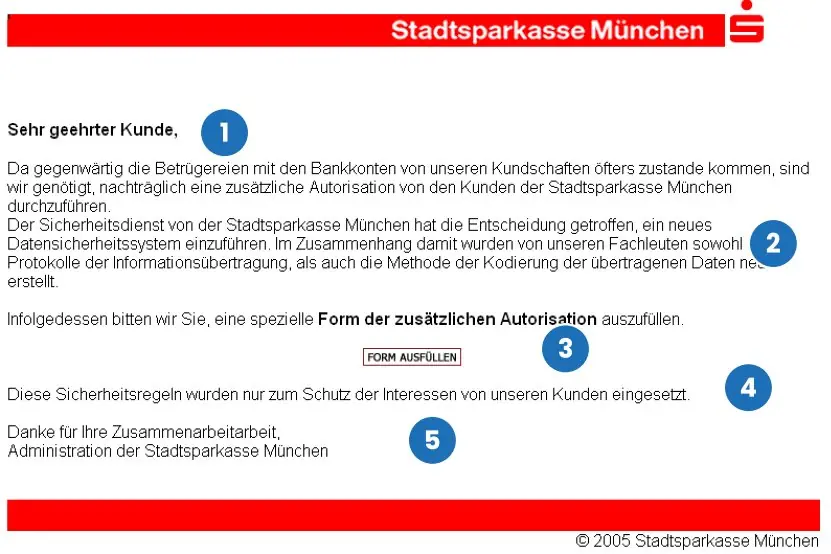 Stadtsparkasse München
Sehr geehrter Kunde,
1
Da gegenwärtig die Betrügereien mit den Bankkonten von unseren Kundschaften öfters zustande kommen, sind
wir genötigt, nachträglich eine zusätzliche Autorisation von den Kunden der Stadtsparkasse München
durchzuführen.
Der Sicherheitsdienst von der Stadtsparkasse München hat die Entscheidung getroffen, ein neues
Datensicherheitssystem einzuführen. Im Zusammenhang damit wurden von unseren Fachleuten sowohl
2
Protokolle der Informationsübertragung, als auch die Methode der Kodierung der übertragenen Daten
erstellt.
Infolgedessen bitten wir Sie, eine spezielle Form der zusätzlichen Autorisation auszufüllen.
3
FORM AUSFÜLLEN
4
Diese Sicherheitsregeln wurden nur zum Schutz der Interessen von unseren Kunden eingesetzt.
Danke für Ihre Zusammenarbeitarbeit,
5
Administration der Stadtsparkasse München
© 2005 Stadtsparkasse München